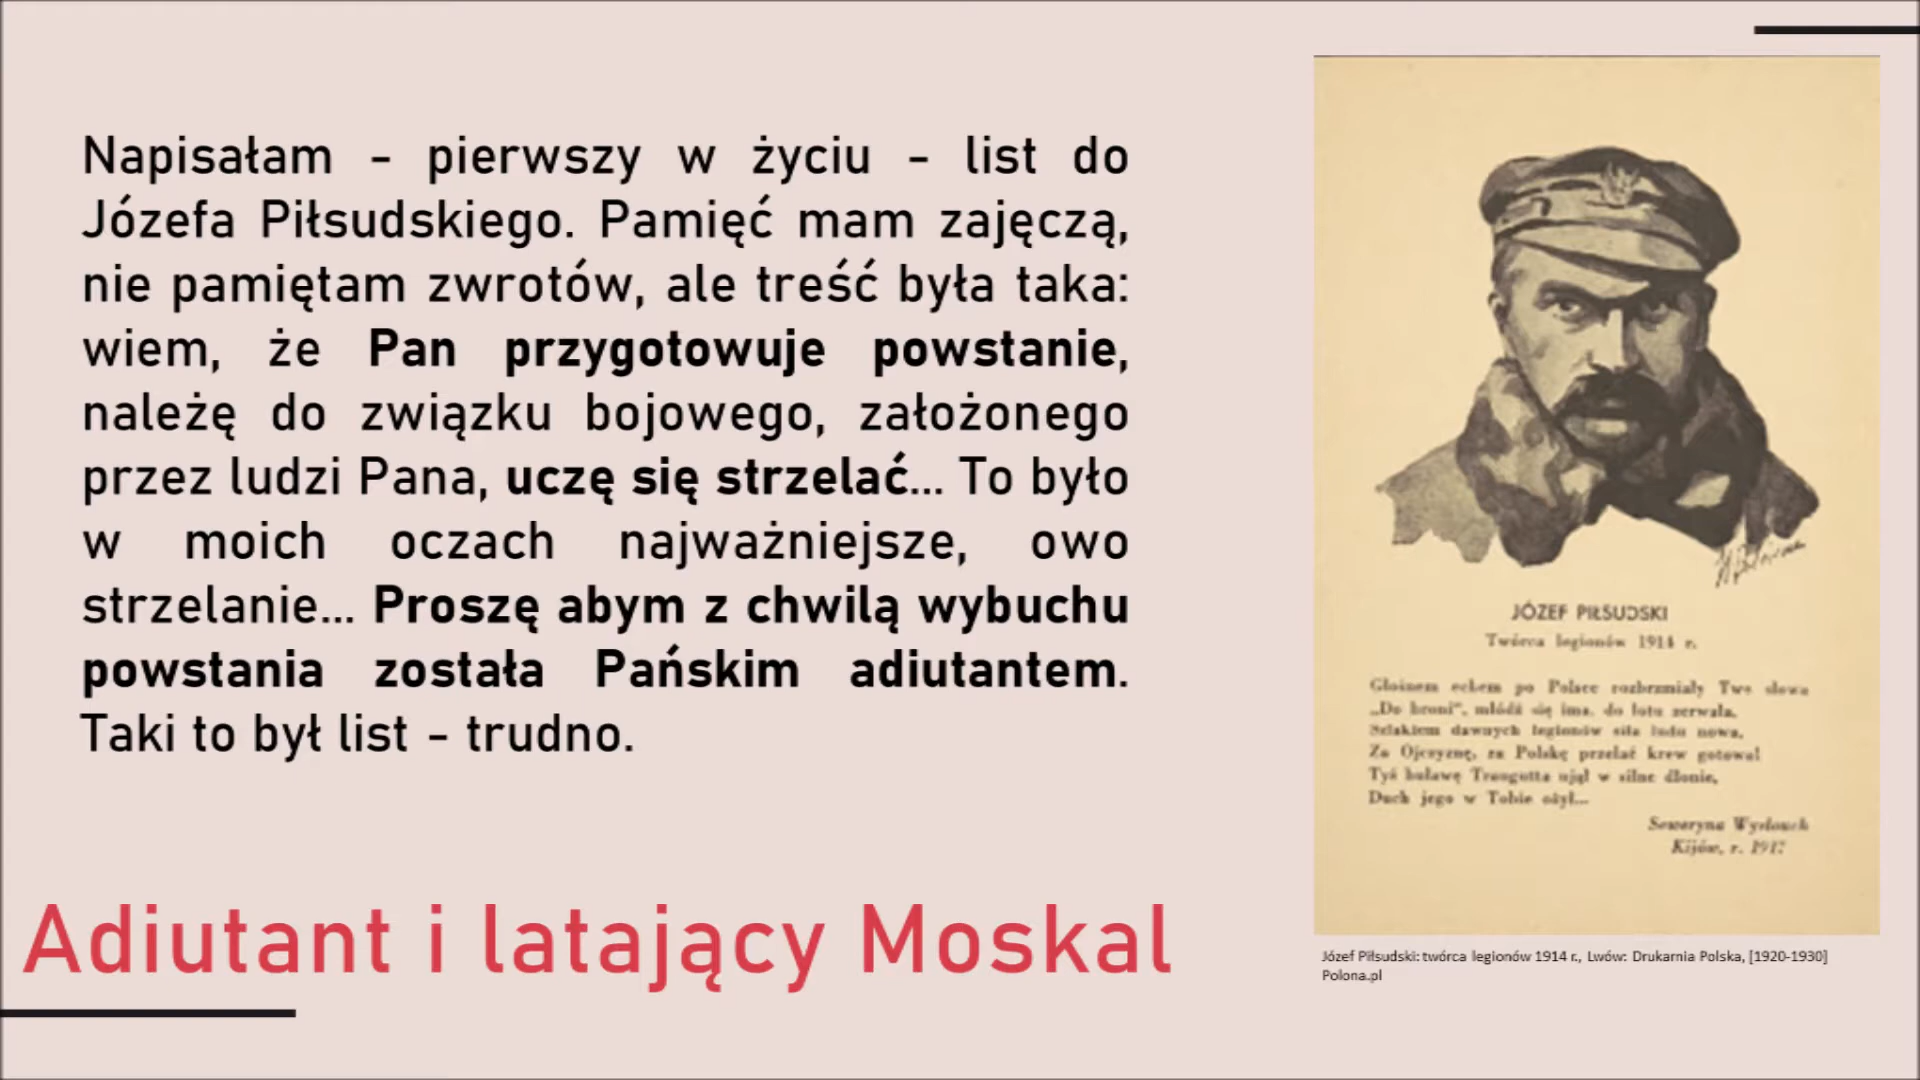 Napisałam - pierwszy w życiu - list do
Józefa Piłsudskiego. Pamięć mam zajęczą,
nie pamiętam zwrotów, ale treść była taka:
wiem, że Pan przygotowuje powstanie,
należę do związku bojowego, założonego
przez ludzi Pana, uczę się strzelać... To było
w moich oczach najważniejsze, owo
strzelanie... Proszę abym z chwilą wybuchu
powstania została Pańskim adiutantem.
Taki to był list - trudno.
Adiutant i latający Moskal
JÓZEF PIŁSUDSKI
Twórca legionów 1914 r.
echem po Polsce rozbrzmiały Twe słowa
„Do broni", młódź się ima, do lotu zerwała,
Szlakiem dawnych legionów siła ludu nowa,
Za Ojczyznę, za Polskę przelać krew gotowa!
Tyś buławę Traugutta ujął w silne dłonie,
Duch jego w Tobie ożył...
Seweryna Wysłouch
Kijów, r. 1917
Józef Piłsudski: twórca legionów 1914 r., Lwów: Drukarnia Polska, [1920-1930]
Polona.pl